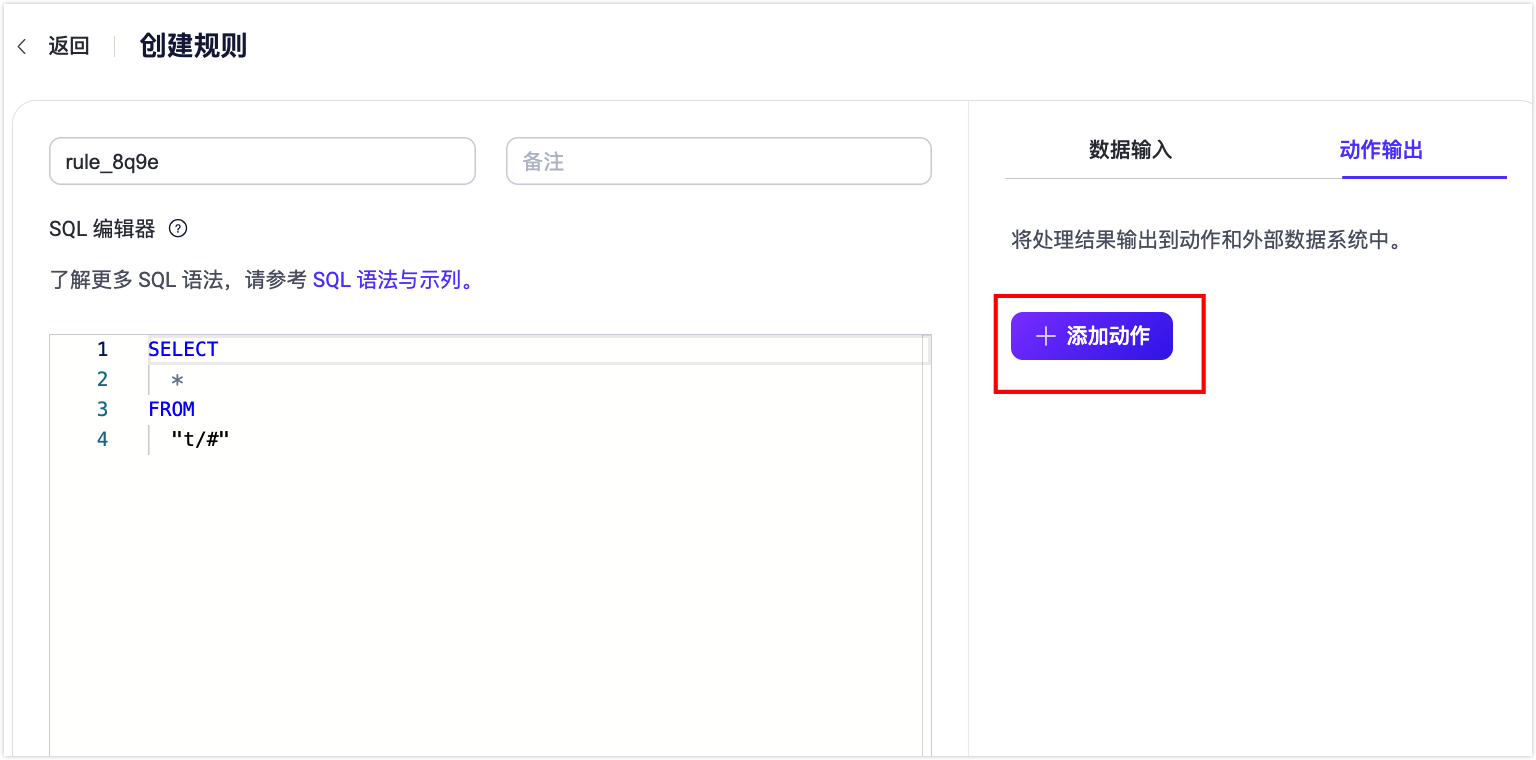 返回
创建规则
rule_8q9e
备注
SQL 编辑器 ?
了解更多 SQL 语法，请参考 SQL 语法与示列。
1 SELECT
2 *
3 FROM
4 "t/#"
数据输入
动作输出
将处理结果输出到动作和外部数据系统中。
+ 添加动作